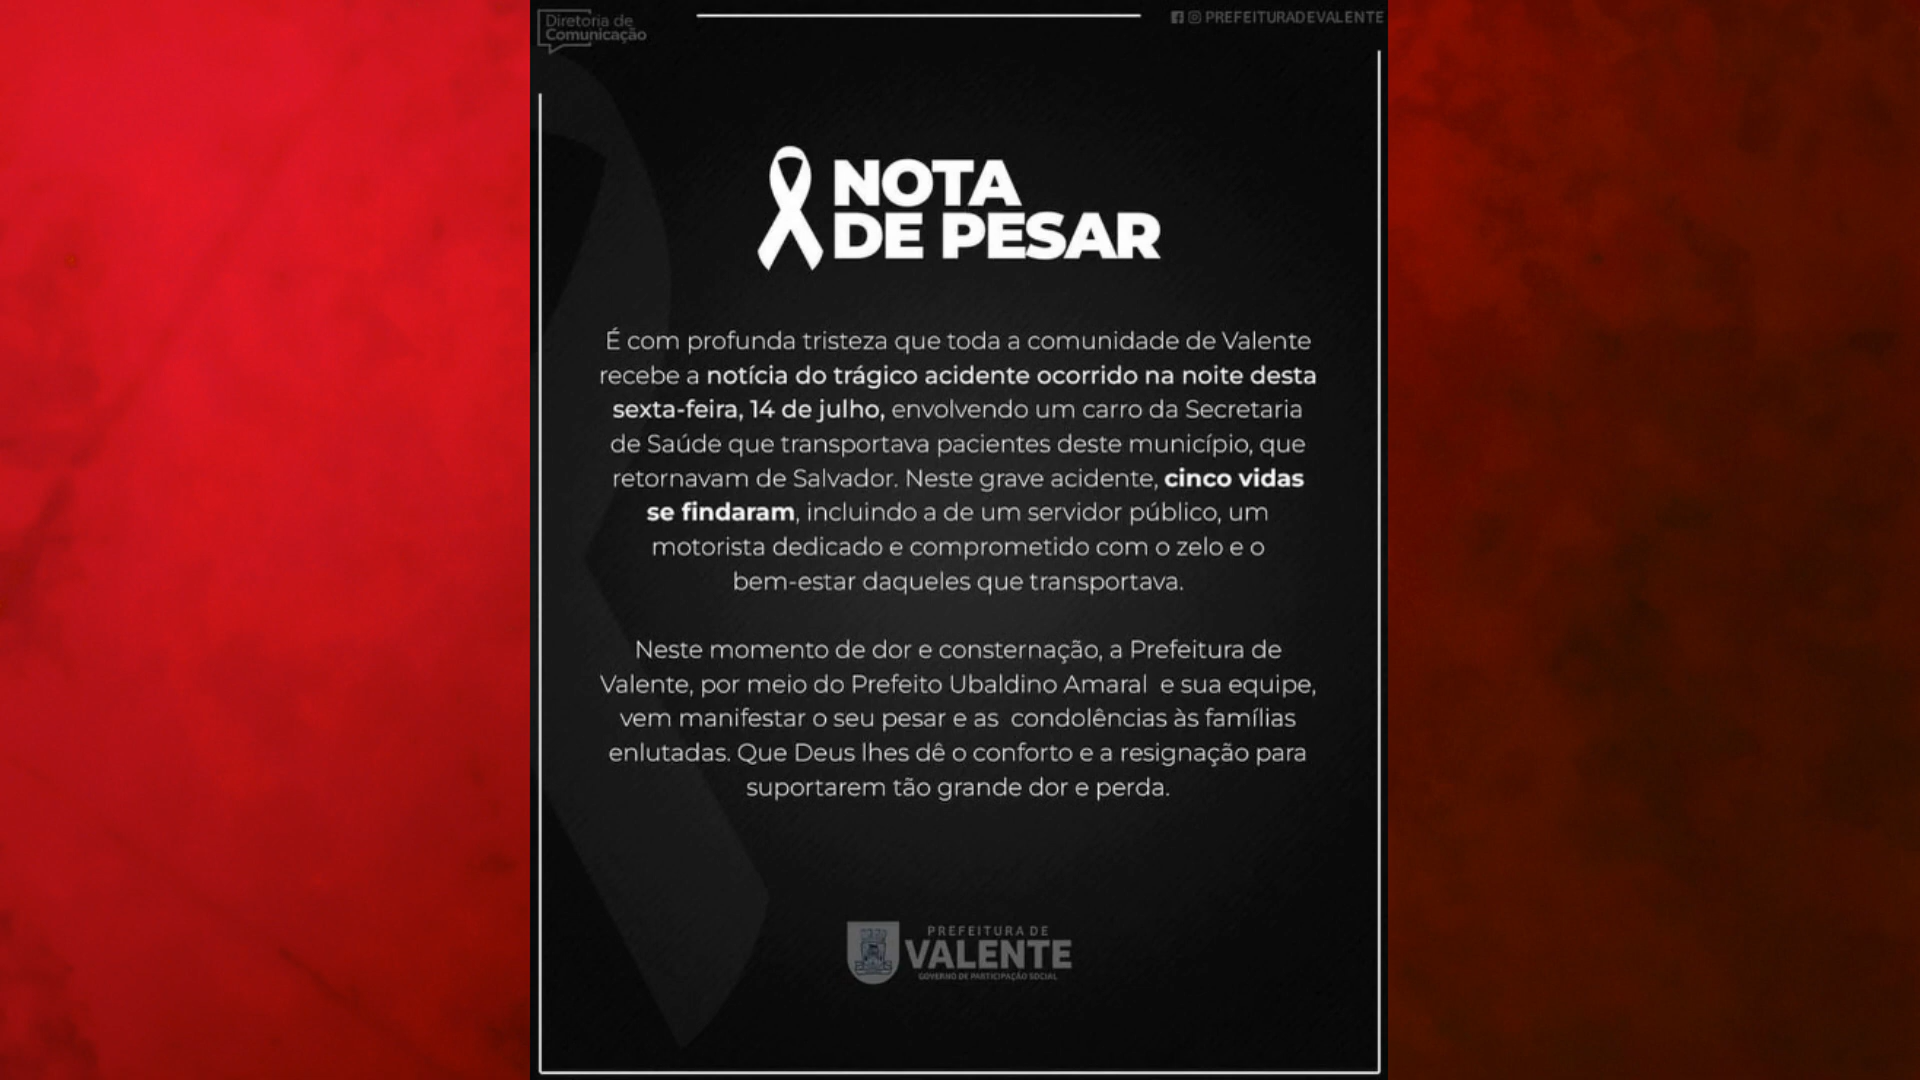 Diretoria de
Comunicação
PREFEITURADEVALENTE
NOTA
DE PESAR
É com profunda tristeza que toda a comunidade de Valente
recebe a notícia do trágico acidente ocorrido na noite desta
sexta-feira, 14 de julho, envolvendo um carro da Secretaria
de Saúde que transportava pacientes deste município, que
retornavam de Salvador. Neste grave acidente, cinco vidas
se findaram, incluindo a de um servidor público, um
motorista dedicado e comprometido com o zelo e o
bem-estar daqueles que transportava.
Neste momento de dor e consternação, a Prefeitura de
Valente, por meio do Prefeito Ubaldino Amaral e sua equipe,
vem manifestar o seu pesar e as condolências às famílias
enlutadas. Que Deus lhes dê o conforto e a resignação para
suportarem tão grande dor e perda.
PREFEITURA DE
VALENTE
GOVERNO DE PARTICIPAÇÃO SOCIAL